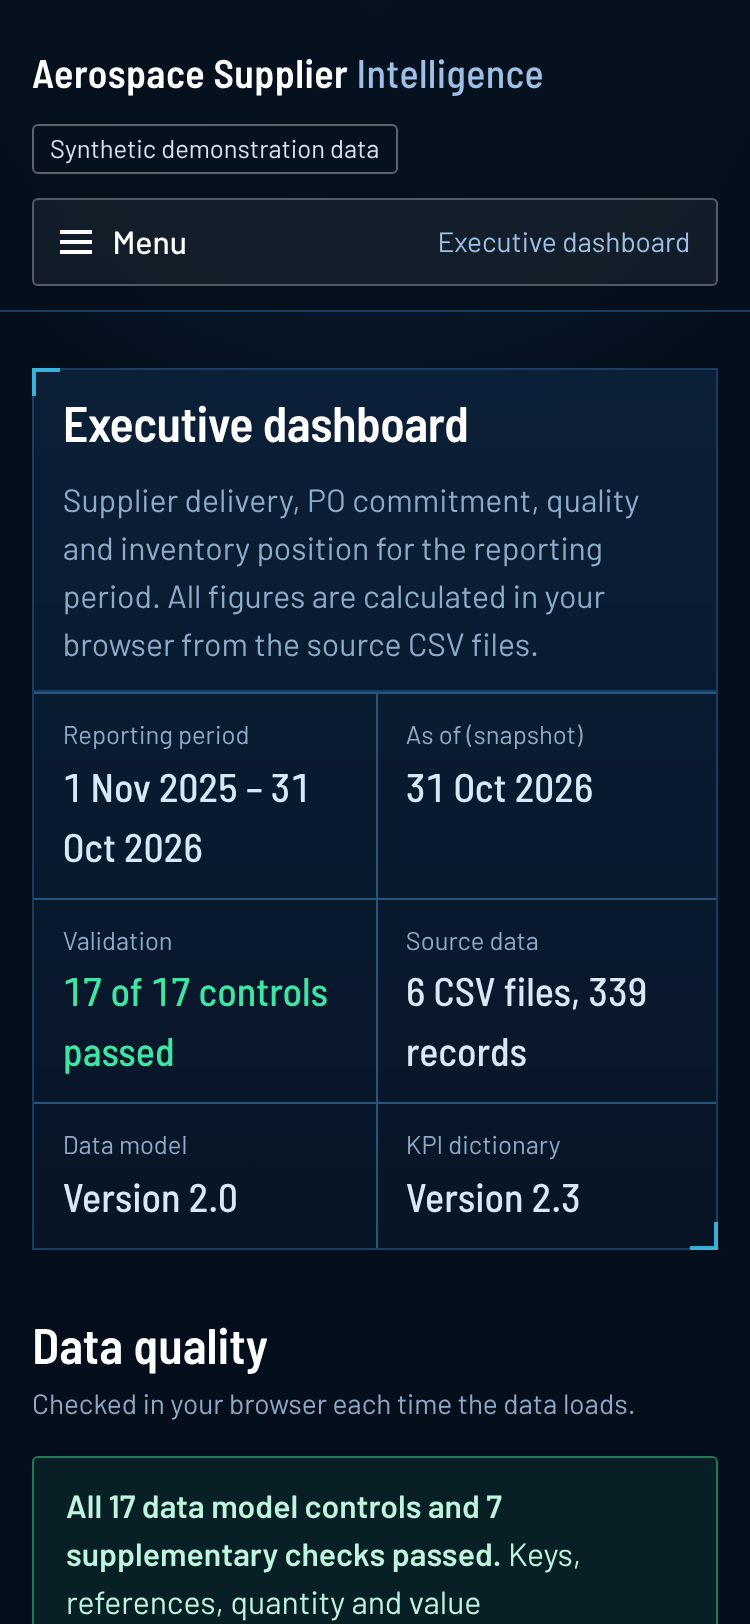 Aerospace Supplier Intelligence
Synthetic demonstration data
Menu
Executive dashboard
Executive dashboard
Supplier delivery, PO commitment, quality
and inventory position for the reporting
period. All figures are calculated in your
browser from the source CSV files.
Reporting period
1 Nov 2025 – 31
Oct 2026
As of (snapshot)
31 Oct 2026
Validation
17 of 17 controls
passed
Source data
6 CSV files, 339
records
Data model
Version 2.0
KPI dictionary
Version 2.3
Data quality
Checked in your browser each time the data loads.
All 17 data model controls and 7
supplementary checks passed. Keys,
references, quantity and value